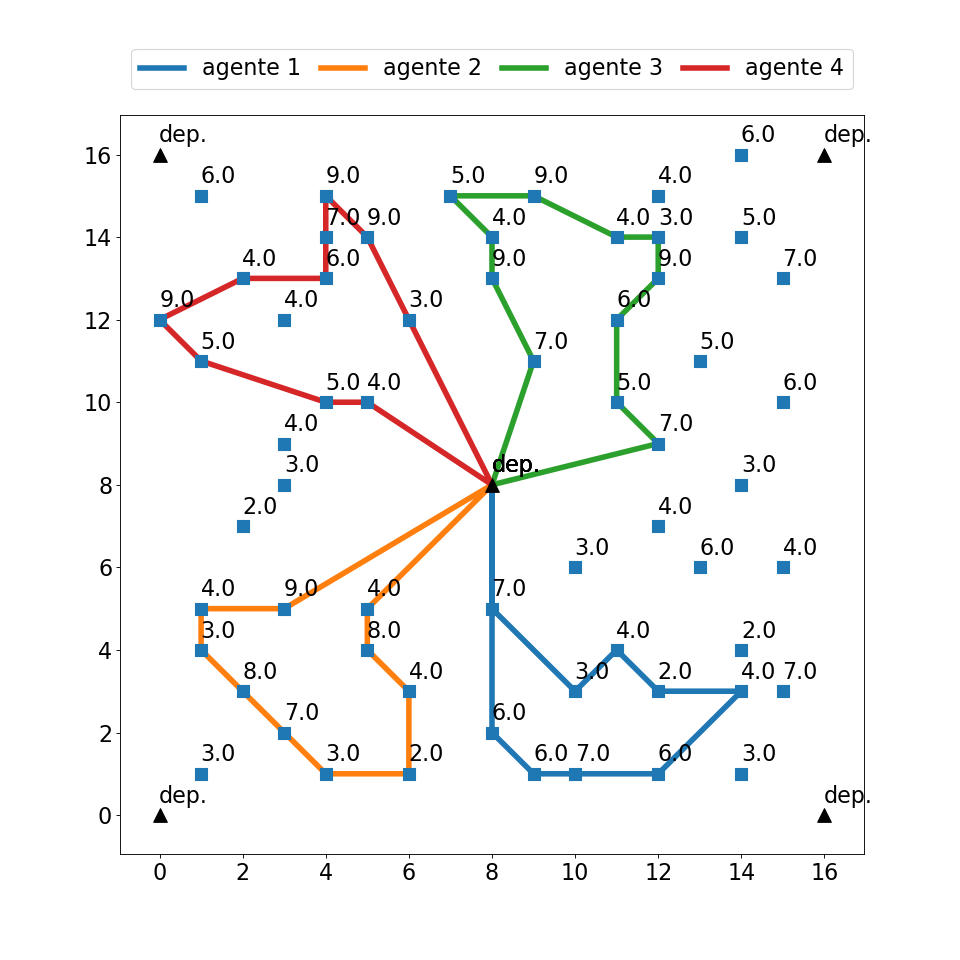 agente 1 agente 2 agente 3 agente 4
dep. 6.0 dep.
16
6.0 9.0 5.0 9.0 4.0
7.0 9.0 4.0 4.0 3.0 5.0
14
4.0 6.0 9.0 9.0 7.0
9.0 4.0 3.0 6.0
12
5.0 7.0 5.0
5.0 4.0 5.0 6.0
10
4.0 7.0
3.0 dep. 3.0
8
2.0 4.0
3.0 6.0 4.0
6
4.0 9.0 4.0 7.0
3.0 8.0 4.0 2.0
4
8.0 4.0 3.0 2.0 4.0 7.0
7.0 6.0
2
3.0 3.0 2.0 6.0 7.0 6.0 3.0
dep. dep.
0
0 2 4 6 8 10 12 14 16